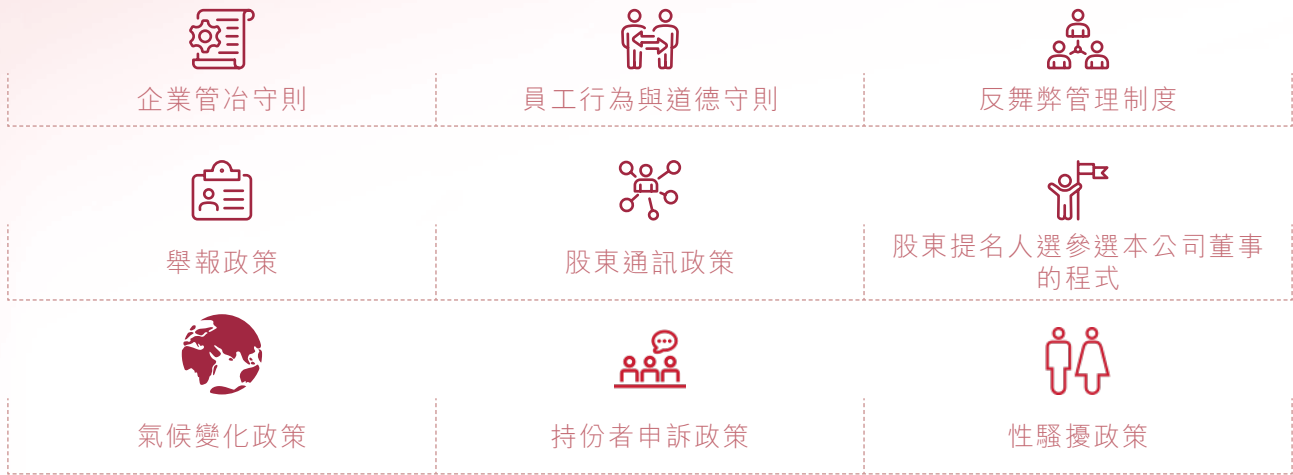 企業管冶守則
員工行為與道德守則
反舞弊管理制度
舉報政策
股東通訊政策
股東提名人選參選本公司董事
的程式
氣候變化政策
持份者申訴政策
性騷擾政策